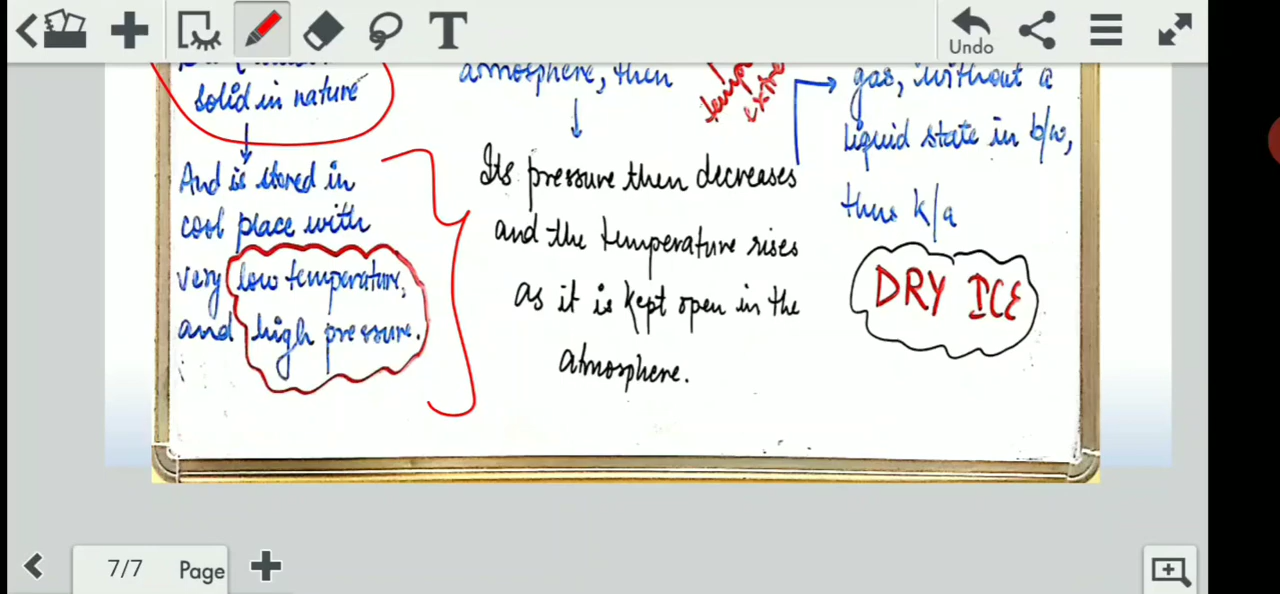 Undo
solid in nature
And is stored in
cool place with
very low temperature,
and high pressure.
atmosphere, then
Its pressure then decreases
and the temperature rises
as it is kept open in the
atmosphere.
gas, without a
liquid state in b/w,
thus k/a
DRY ICE
7/7 Page